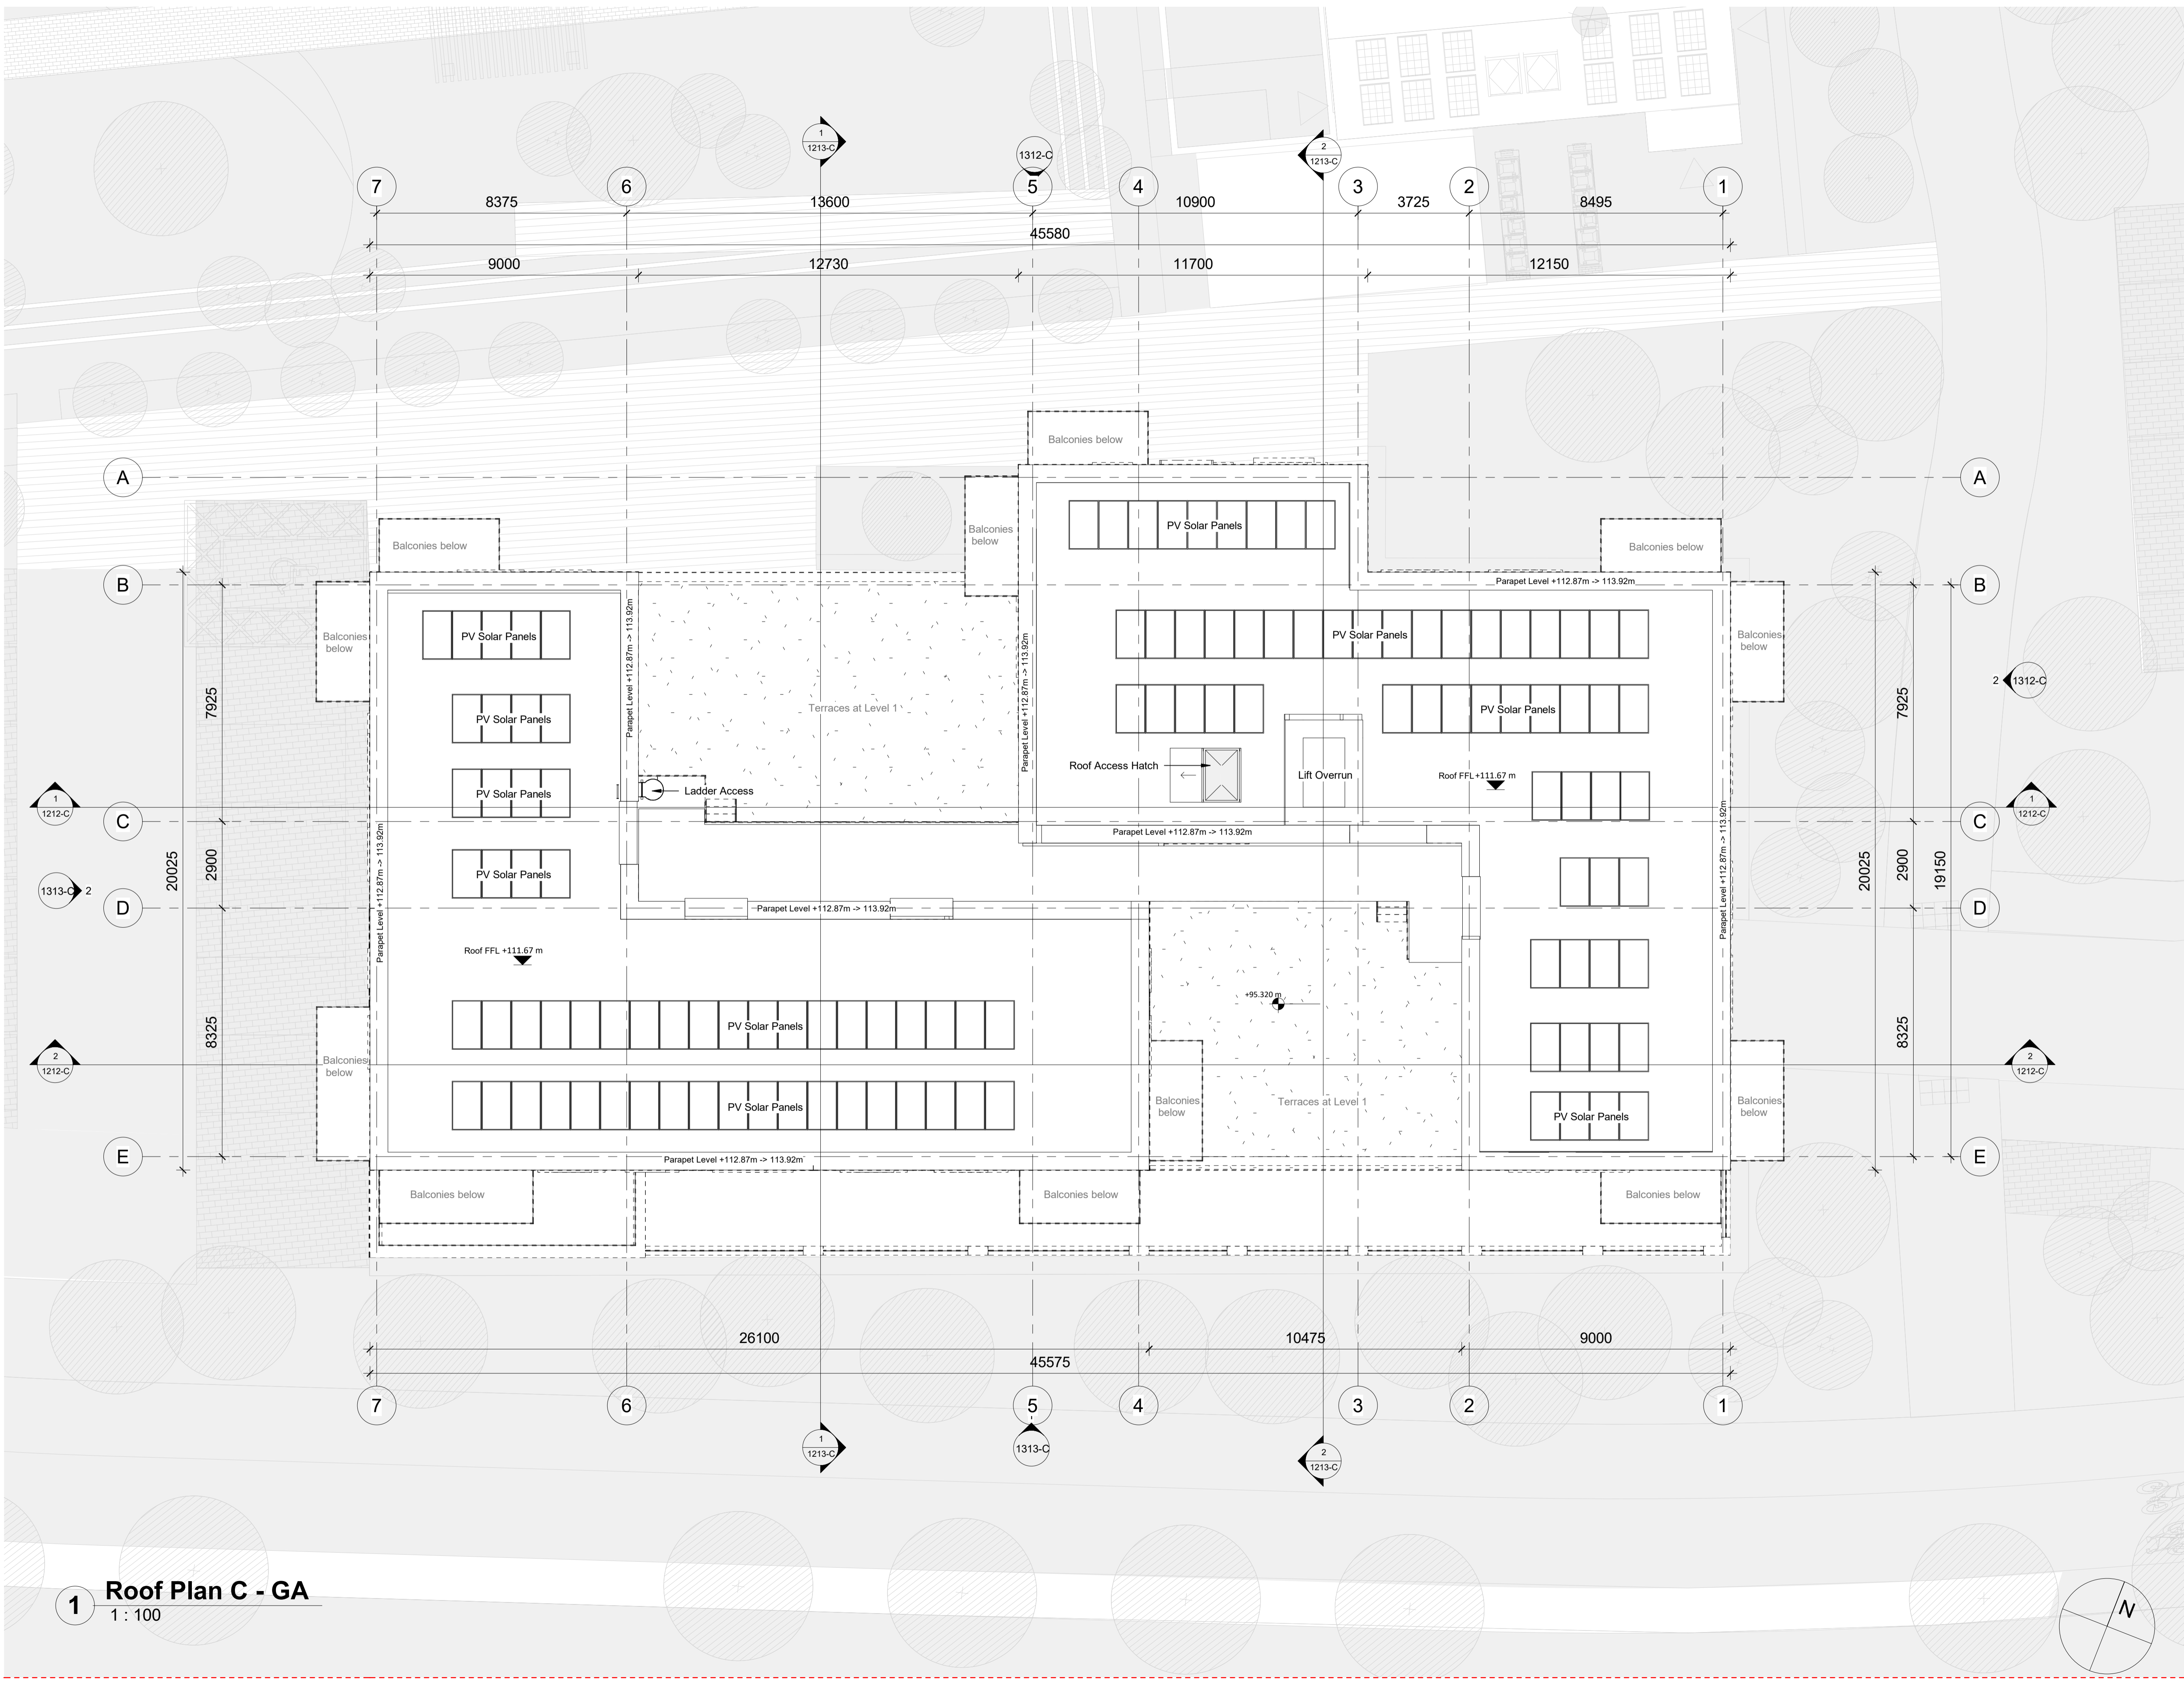 1
1213-C
1312-C
2
1213-C
7
6
5
4
3
2
1
8375
13600
10900
3725
8495
45580
9000
12730
11700
12150
Balconies below
A
A
PV Solar Panels
Balconies
below
Balconies below
Balconies below
B
B
Parapet Level +112.87m -> 113.92m
PV Solar Panels
PV Solar Panels
Balconies
below
Balconies
below
Parapet Level +112.87m -> 113.92m
Parapet Level +112.87m -> 113.92m
2
1312-C
7925
7925
PV Solar Panels
Terraces at Level 1
PV Solar Panels
Roof Access Hatch
Lift Overrun
Roof FFL +111.67 m
PV Solar Panels
Ladder Access
1
1212-C
1
1212-C
C
C
Parapet Level +112.87m -> 113.92m
Parapet Level +112.87m -> 113.92m
Parapet Level +112.87m -> 113.92m
20025
2900
20025
2900
19150
PV Solar Panels
1313-C
2
D
D
Parapet Level +112.87m -> 113.92m
Roof FFL +111.67 m
+95.320 m
8325
8325
PV Solar Panels
2
1212-C
2
1212-C
Balconies
below
PV Solar Panels
Balconies
below
Terraces at Level 1
PV Solar Panels
Balconies
below
E
E
Parapet Level +112.87m -> 113.92m
Balconies below
Balconies below
Balconies below
26100
10475
9000
45575
7
6
5
4
3
2
1
1
1213-C
1313-C
2
1213-C
1
Roof Plan C - GA
1 : 100
N